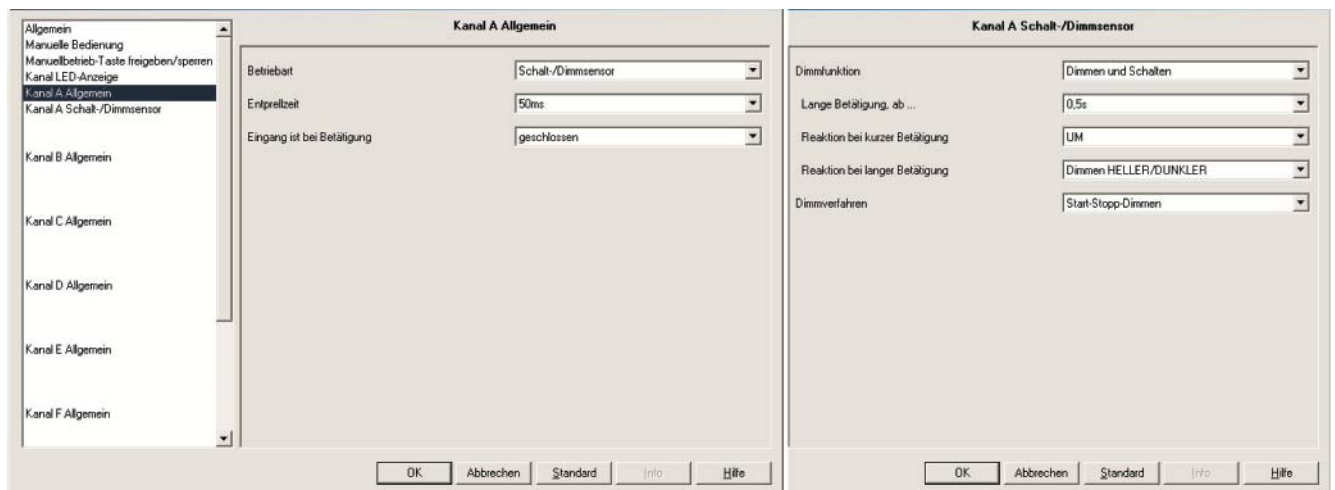 Allgemein
Manuelle Bedienung
Manuellbetrieb-Taste freigeben/sperren
Kanal LED-Anzeige
Kanal A Allgemein
Kanal A Schalt-/Dimmsensor
Kanal B Allgemein
Kanal C Allgemein
Kanal D Allgemein
Kanal E Allgemein
Kanal F Allgemein
Kanal A Allgemein
Betriebart Schalt-/Dimmsensor
Entprellzeit 50ms
Eingang ist bei Betätigung geschlossen
OK Abbrechen Standard Info Hilfe
Kanal A Schalt-/Dimmsensor
Dimmfunktion Dimmen und Schalten
Lange Betätigung, ab ... 0,5s
Reaktion bei kurzer Betätigung UM
Reaktion bei langer Betätigung Dimmen HELLER/DUNKLER
Dimmverfahren Start-Stopp-Dimmen
OK Abbrechen Standard Info Hilfe